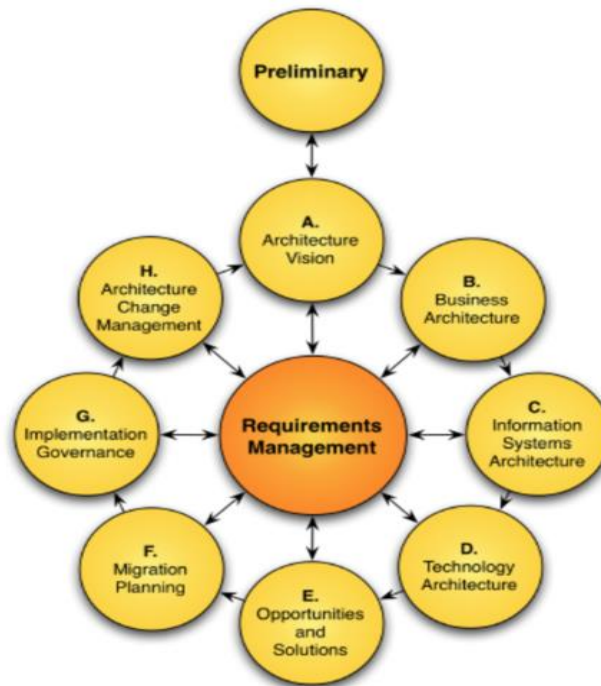 Preliminary
A.
Architecture
Vision
B.
Business
Architecture
C.
Information
Systems
Architecture
D.
Technology
Architecture
E.
Opportunities
and
Solutions
F.
Migration
Planning
G.
Implementation
Governance
H.
Architecture
Change
Management
Requirements
Management